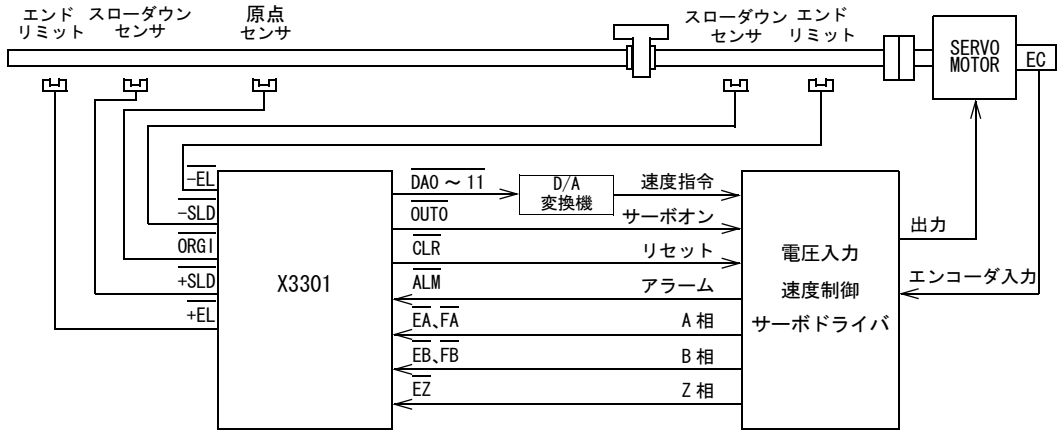 エンド
リミット
スローダウン
センサ
原点
センサ
スローダウン
センサ
エンド
リミット
SERVO
MOTOR
EC
-EL
-SLD
ORGI
+SLD
+EL
X3301
DA0 ~ 11
OUT0
CLR
ALM
EA、FA
EB、FB
EZ
D/A
変換機
速度指令
サーボオン
リセット
アラーム
A 相
B 相
Z 相
電圧入力
速度制御
サーボドライバ
出力
エンコーダ入力